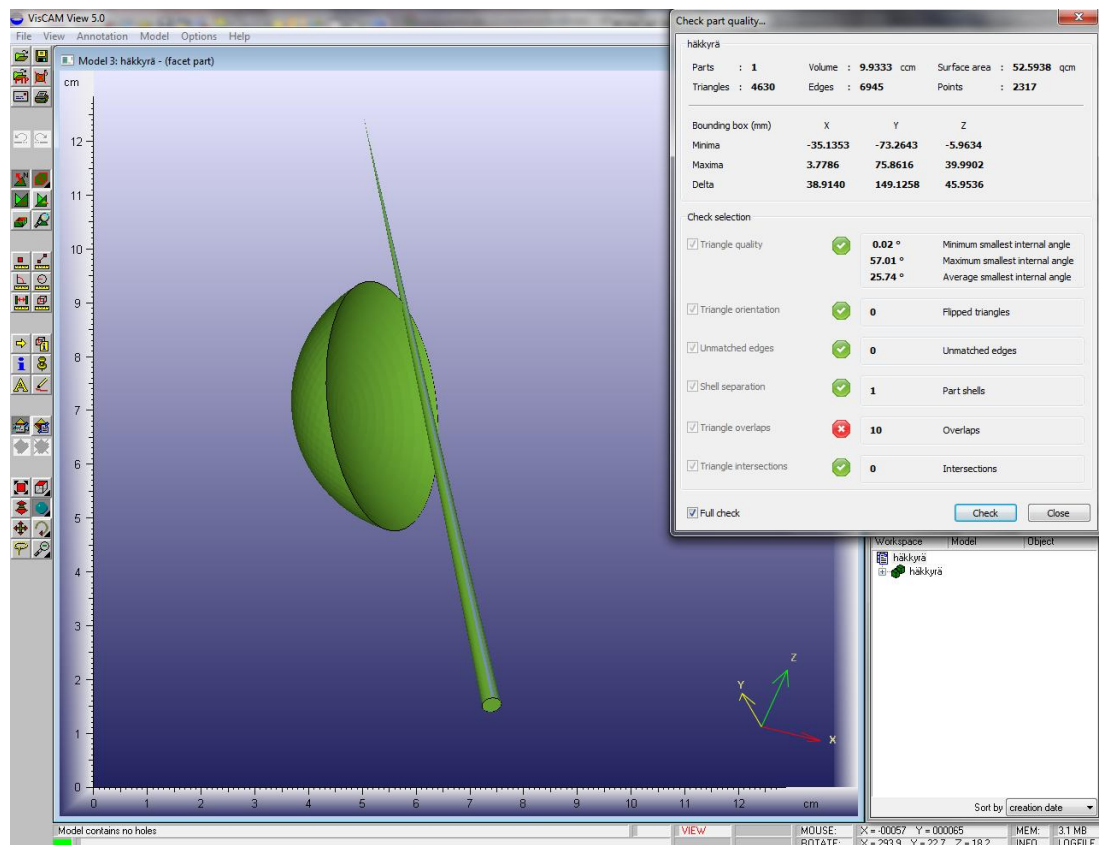 VisCAM View 5.0
File View Annotation Model Options Help
Model 3: häkkyrä - (facet part)
cm
12
11
10
9
8
7
6
5
4
3
2
1
0
0 1 2 3 4 5 6 7 8 9 10 11 12 cm
Z
Y
X
Check part quality...
häkkyrä
Parts : 1 Volume : 9.9333 ccm Surface area : 52.5938 qcm
Triangles : 4630 Edges : 6945 Points : 2317
Bounding box (mm) X Y Z
Minima -35.1353 -73.2643 -5.9634
Maxima 3.7786 75.8616 39.9902
Delta 38.9140 149.1258 45.9536
Check selection
Triangle quality 0.02 ° Minimum smallest internal angle
57.01 ° Maximum smallest internal angle
25.74 ° Average smallest internal angle
Triangle orientation 0 Flipped triangles
Unmatched edges 0 Unmatched edges
Shell separation 1 Part shells
Triangle overlaps 10 Overlaps
Triangle intersections 0 Intersections
Full check Check Close
Workspace Model Object
häkkyrä
häkkyrä
Sort by creation date
Model contains no holes VIEW MOUSE: X = -00057 Y = 000065 MEM: 3.1 MB
ROTATE: X = 293.9 Y = 22.7 Z = 18.2 INFO LOGFILE